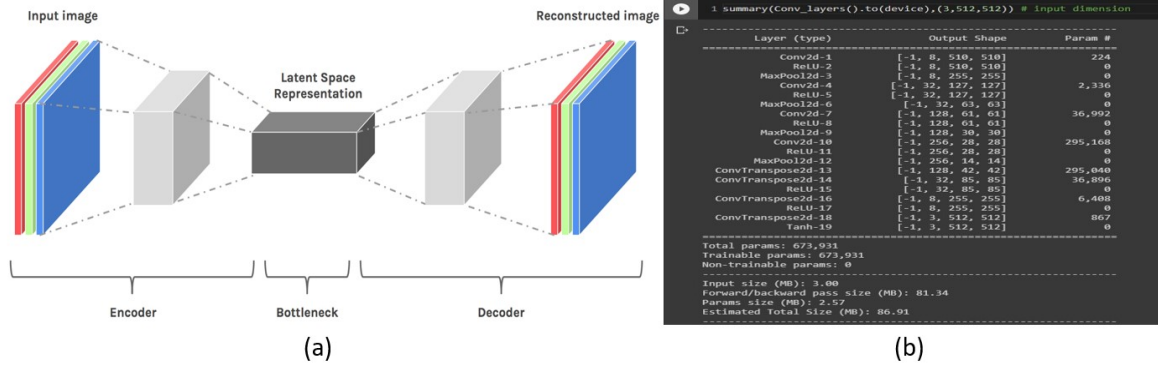 Input image
Reconstructed image
Latent Space
Representation
Encoder
Bottleneck
Decoder
(a)
1 summary(Conv_layers().to(device),(3,512,512)) # input dimension
----------------------------------------------------------------
Layer (type) Output Shape Param #
================================================================
Conv2d-1 [-1, 8, 510, 510] 224
ReLU-2 [-1, 8, 510, 510] 0
MaxPool2d-3 [-1, 8, 255, 255] 0
Conv2d-4 [-1, 32, 127, 127] 2,336
ReLU-5 [-1, 32, 127, 127] 0
MaxPool2d-6 [-1, 32, 63, 63] 0
Conv2d-7 [-1, 128, 61, 61] 36,992
ReLU-8 [-1, 128, 61, 61] 0
MaxPool2d-9 [-1, 128, 30, 30] 0
Conv2d-10 [-1, 256, 28, 28] 295,168
ReLU-11 [-1, 256, 28, 28] 0
MaxPool2d-12 [-1, 256, 14, 14] 0
ConvTranspose2d-13 [-1, 128, 42, 42] 295,040
ConvTranspose2d-14 [-1, 32, 85, 85] 36,896
ReLU-15 [-1, 32, 85, 85] 0
ConvTranspose2d-16 [-1, 8, 255, 255] 6,408
ReLU-17 [-1, 8, 255, 255] 0
ConvTranspose2d-18 [-1, 3, 512, 512] 867
Tanh-19 [-1, 3, 512, 512] 0
================================================================
Total params: 673,931
Trainable params: 673,931
Non-trainable params: 0
----------------------------------------------------------------
Input size (MB): 3.00
Forward/backward pass size (MB): 81.34
Params size (MB): 2.57
Estimated Total Size (MB): 86.91
----------------------------------------------------------------
(b)